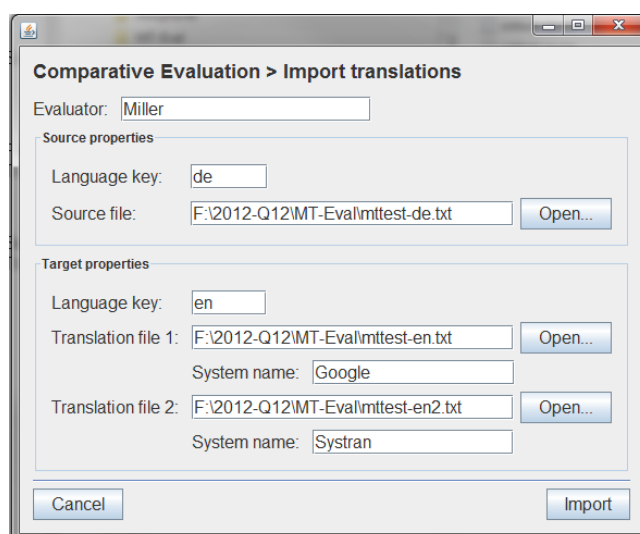 Comparative Evaluation > Import translations
Evaluator: Miller
Source properties
Language key: de
Source file: F:\2012-Q12\MT-Eval\mttest-de.txt Open...
Target properties
Language key: en
Translation file 1: F:\2012-Q12\MT-Eval\mttest-en.txt Open...
System name: Google
Translation file 2: F:\2012-Q12\MT-Eval\mttest-en2.txt Open...
System name: Systran
Cancel Import